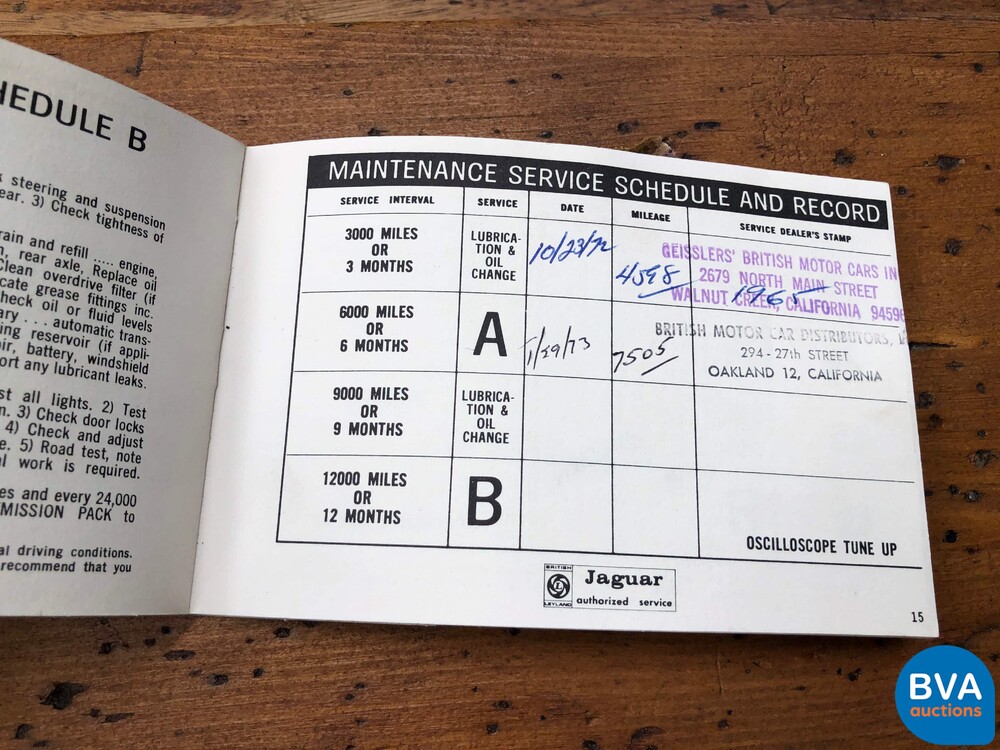 HEDULE B
k steering and suspension
ear. 3) Check tightness of
rain and refill .... engine,
n, rear axle, Replace oil
Clean overdrive filter (if
cate grease fittings inc.
heck oil or fluid levels
ary . . . automatic trans-
ing reservoir (if appli-
ir, battery, windshield
ort any lubricant leaks.
st all lights. 2) Test
n. 3) Check door locks
4) Check and adjust
e. 5) Road test, note
al work is required.
es and every 24,000
MISSION PACK to
al driving conditions.
recommend that you
MAINTENANCE SERVICE SCHEDULE AND RECORD
SERVICE INTERVAL SERVICE DATE MILEAGE SERVICE DEALER'S STAMP
3000 MILES
OR
3 MONTHS
LUBRICA-
TION &
OIL
CHANGE
10/23/72
4598
GEISSLERS' BRITISH MOTOR CARS IN
2679 NORTH MAIN STREET
WALNUT CREEK, CALIFORNIA 94596
1965
6000 MILES
OR
6 MONTHS
A
1/29/73
7505
BRITISH MOTOR CAR DISTRIBUTORS,
294-27th STREET
OAKLAND 12, CALIFORNIA
9000 MILES
OR
9 MONTHS
LUBRICA-
TION &
OIL
CHANGE
12000 MILES
OR
12 MONTHS
B
OSCILLOSCOPE TUNE UP
BRITISH
L
LEYLAND
Jaguar
authorized service
15
BVA
auctions